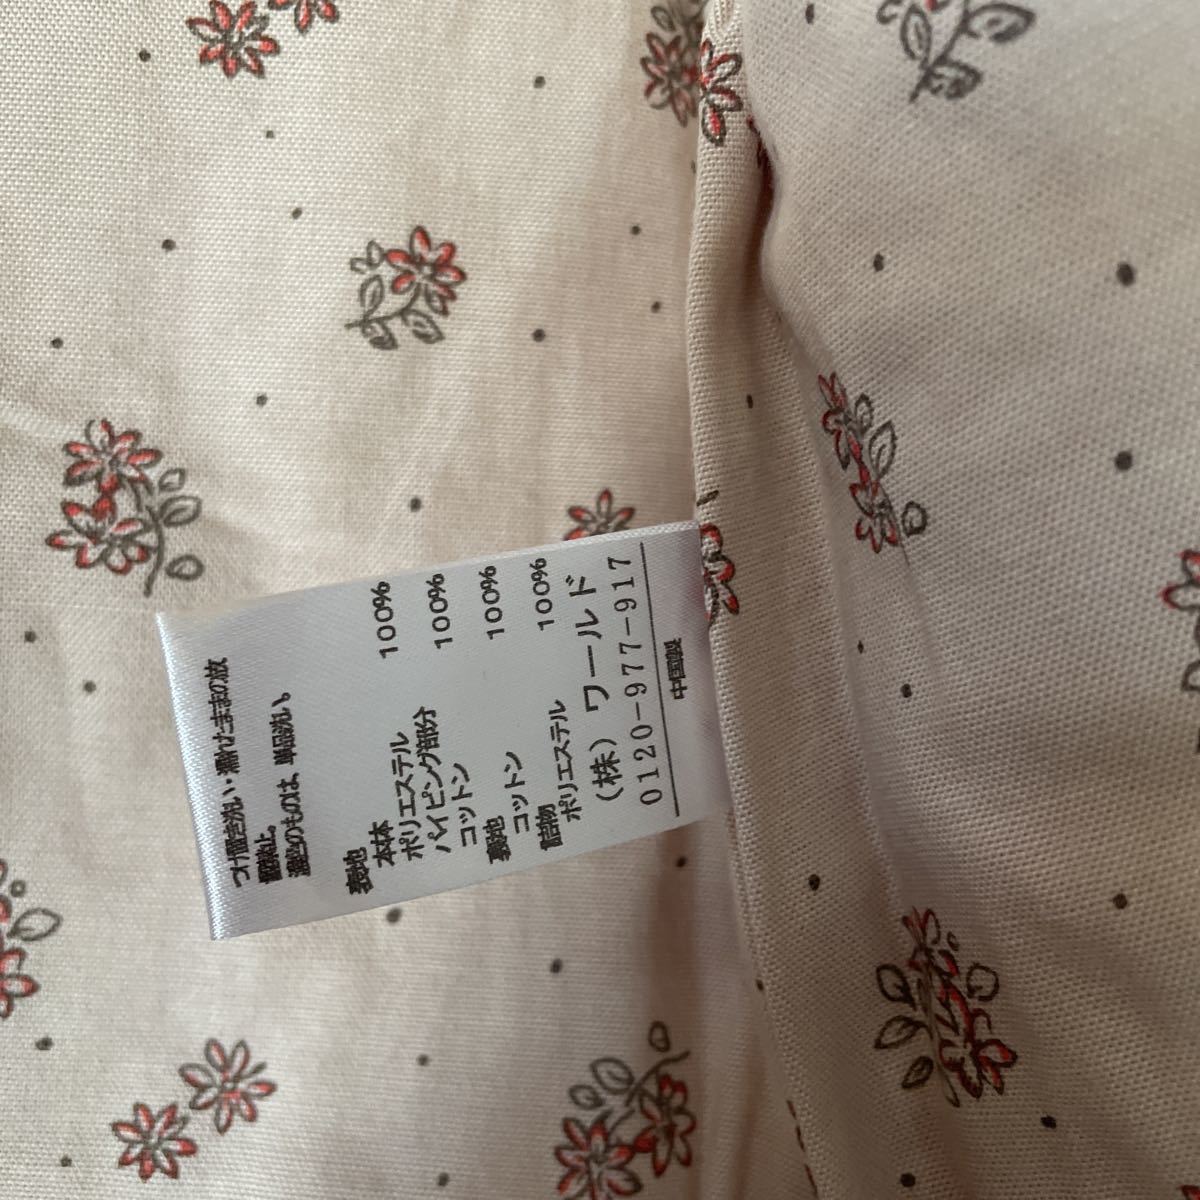 つけ置き洗い・濡れたままの放
置禁止。
濃色のものは、単品洗い。
表地
本体
ポリエステル 100%
パイピング部分
コットン 100%
裏地
コットン 100%
詰物
ポリエステル 100%
(株) ワールド
0120-977-917
中国製